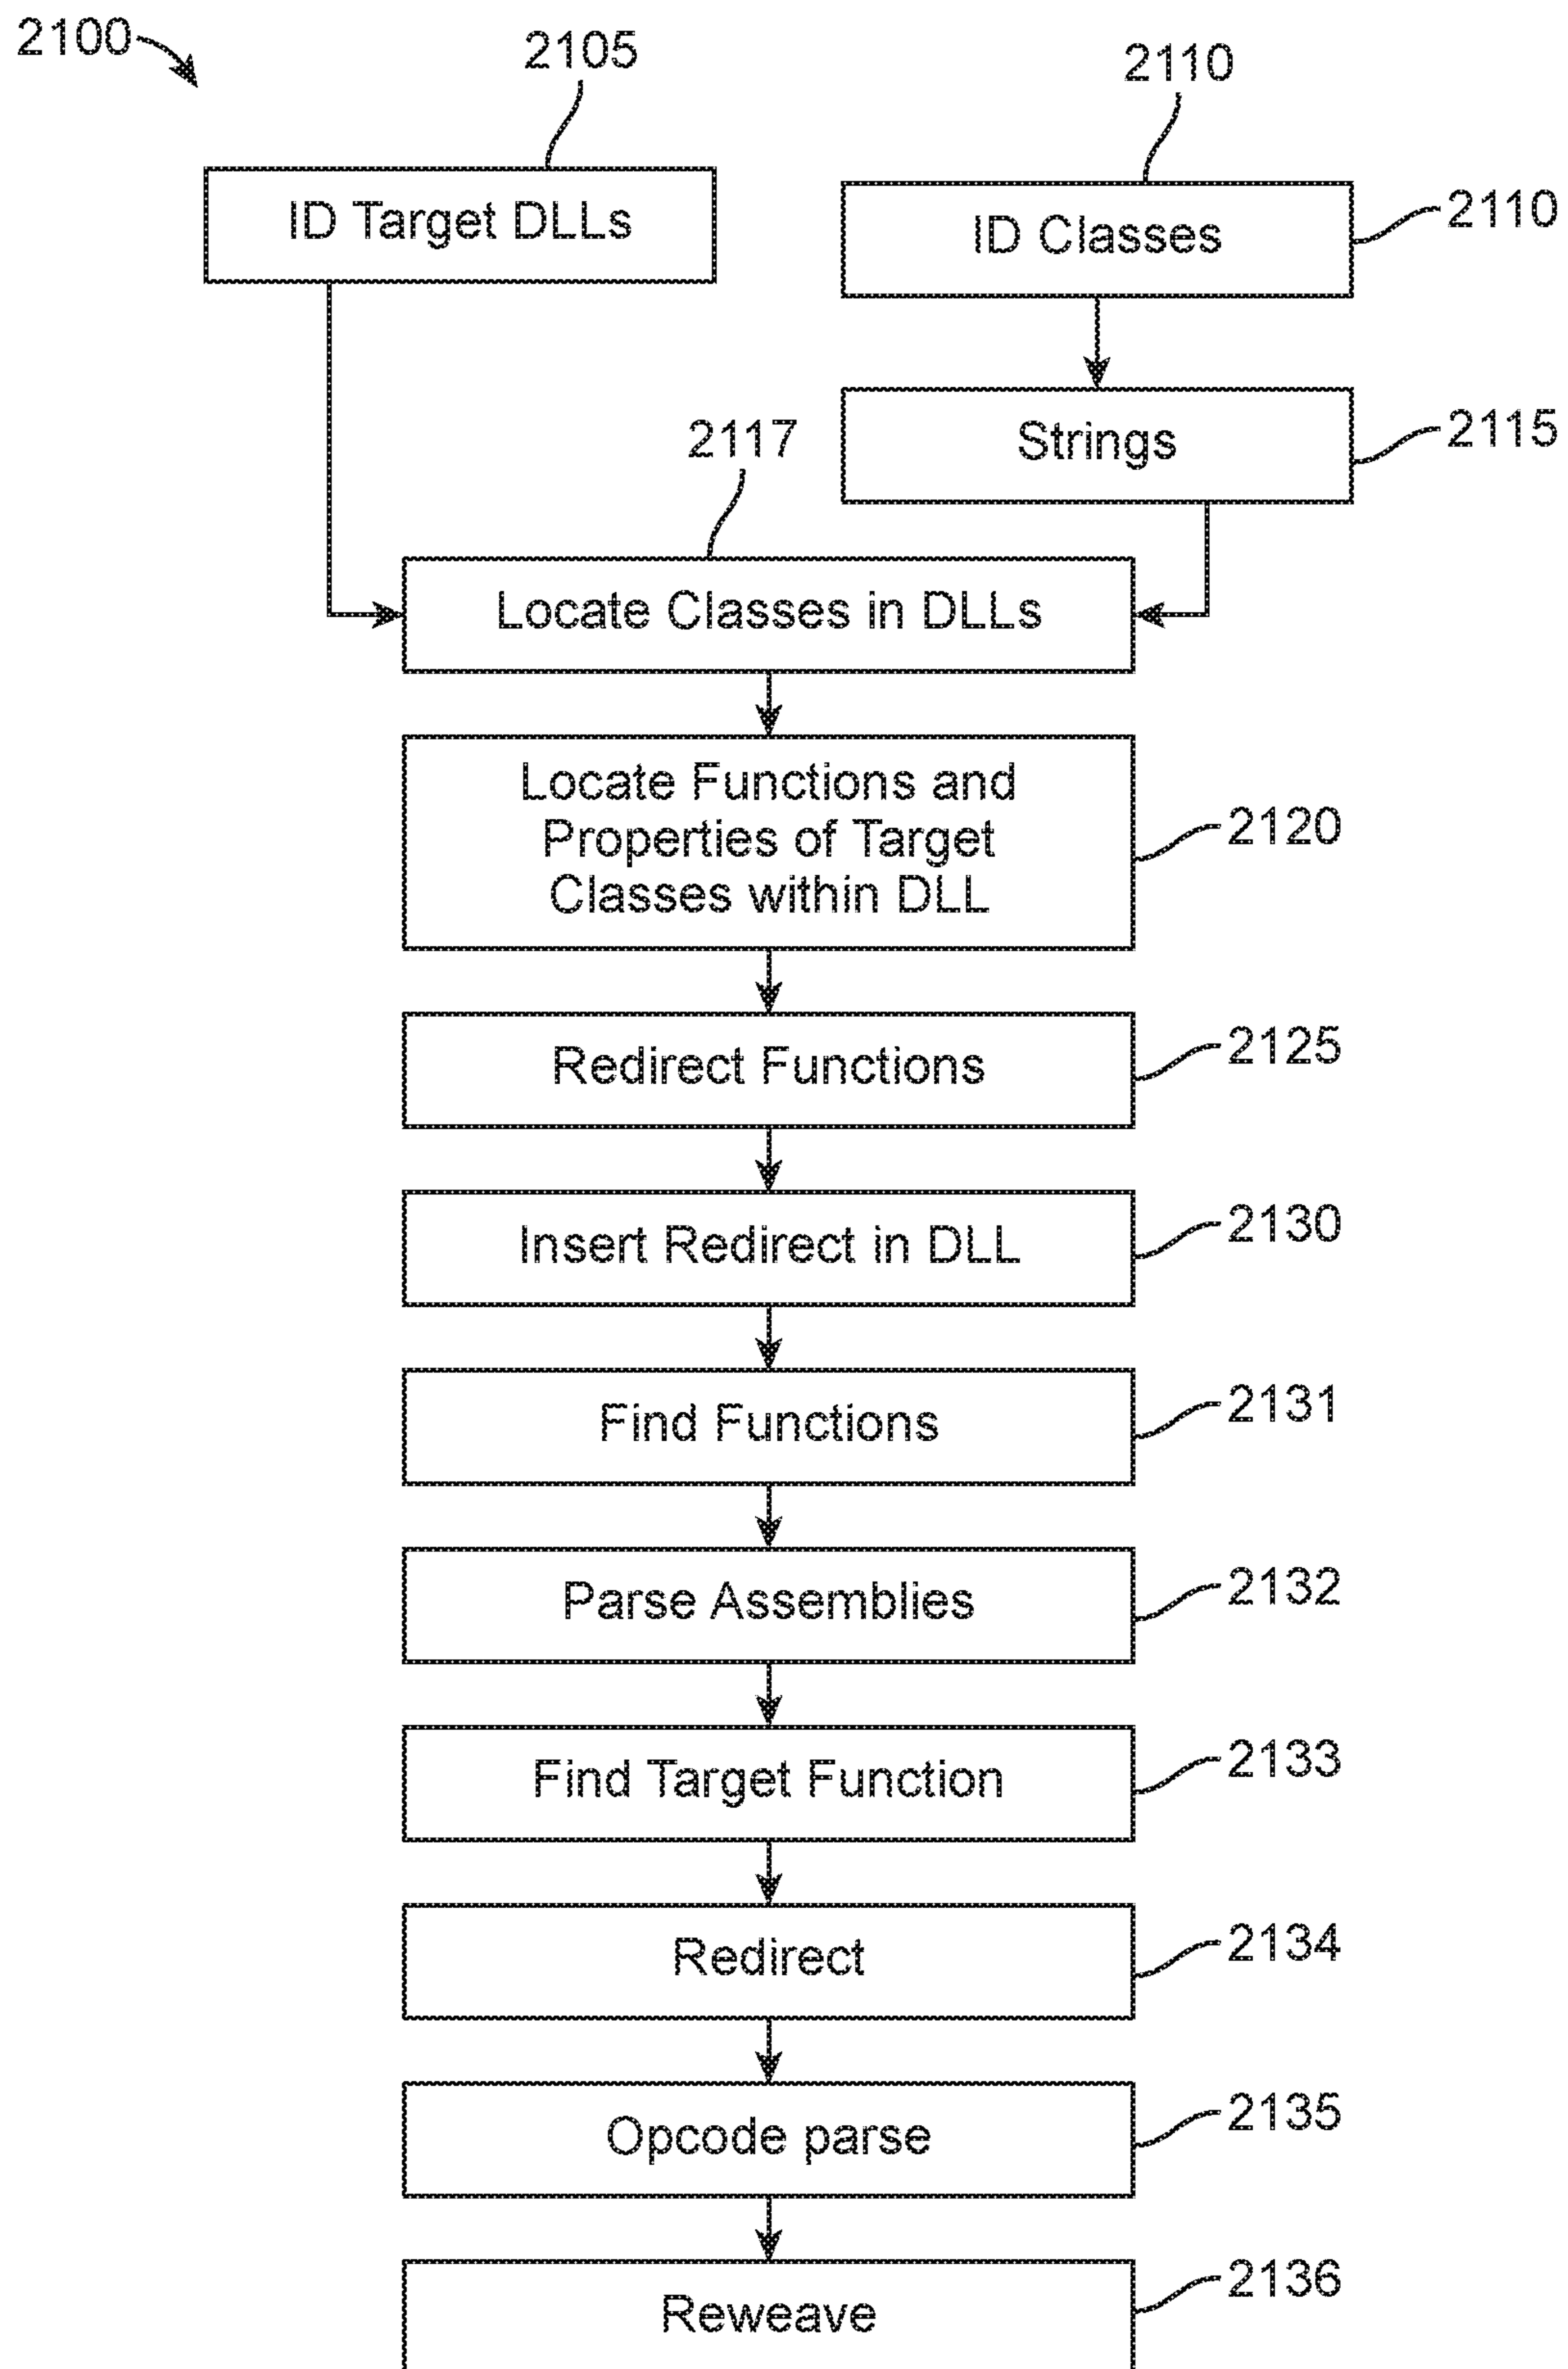 2100
2105
2110
ID Target DLLs
ID Classes
2110
Strings
2115
2117
Locate Classes in DLLs
Locate Functions and
Properties of Target
Classes within DLL
2120
Redirect Functions
2125
Insert Redirect in DLL
2130
Find Functions
2131
Parse Assemblies
2132
Find Target Function
2133
Redirect
2134
Opcode parse
2135
Reweave
2136